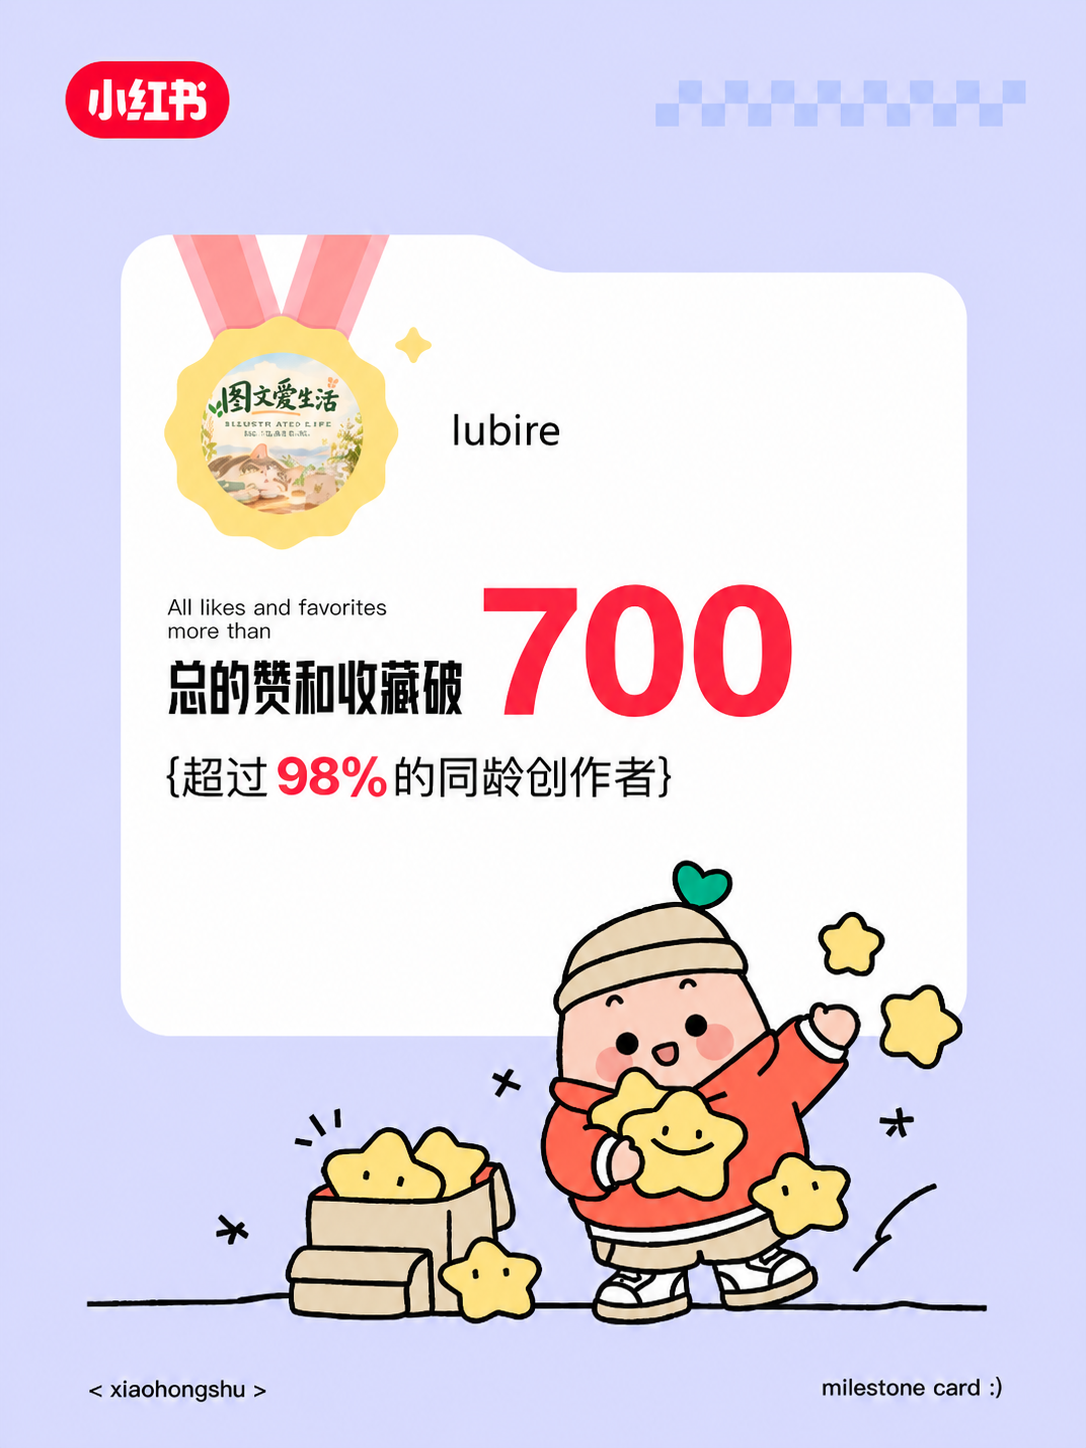 小红书
图文爱生活
lubire
All likes and favorites
more than
总的赞和收藏破 700
{超过 98% 的同龄创作者}
< xiaohongshu >
milestone card :)